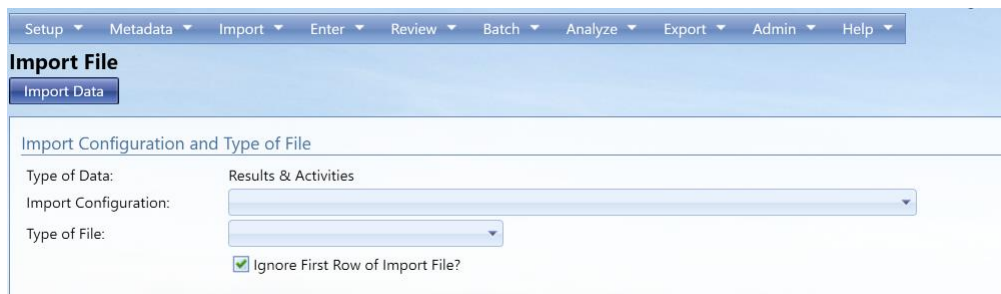 Setup Metadata Import Enter Review Batch Analyze Export Admin Help
Import File
Import Data
Import Configuration and Type of File
Type of Data: Results & Activities
Import Configuration:
Type of File:
Ignore First Row of Import File?